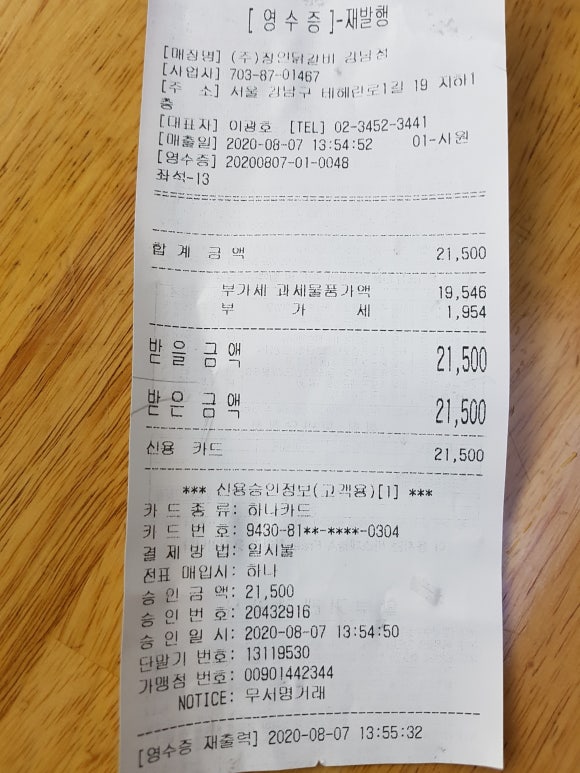 [영수증]-재발행
[매장명] (주)장인닭갈비 강남점
[사업자] 703-87-01467
[주 소] 서울 강남구 테헤란로1길 19 지하1
층
[대표자] 이광호 [TEL] 02-3452-3441
[매출일] 2020-08-07 13:54:52 01-사원
[영수증] 20200807-01-0048
좌석-13
합 계 금 액 21,500
부가세 과세물품가액 19,546
부 가 세 1,954
받을 금액 21,500
받은 금액 21,500
신용 카드 21,500
*** 신용승인정보(고객용)[1] ***
카 드 종 류: 하나카드
카 드 번 호: 9430-81**-****-0304
결 제 방 법: 일시불
전표 매입사: 하나
승 인 금 액: 21,500
승 인 번 호: 20432916
승 인 일 시: 2020-08-07 13:54:50
단말기 번호: 13119530
가맹점 번호: 00901442344
NOTICE: 무서명거래
[영수증 재출력] 2020-08-07 13:55:32